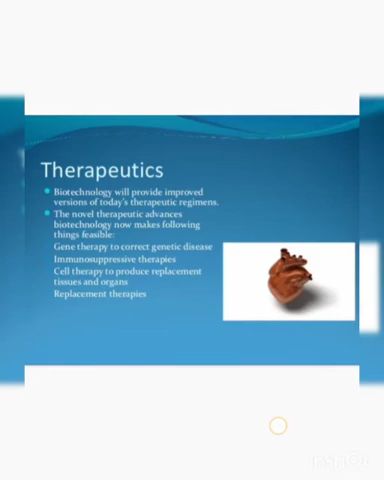 Therapeutics
Biotechnology will provide improved
versions of today's therapeutic regimens.
The novel therapeutic advances
biotechnology now makes following
things feasible:
Gene therapy to correct genetic disease
Immunosuppressive therapies
Cell therapy to produce replacement
tissues and organs
Replacement therapies